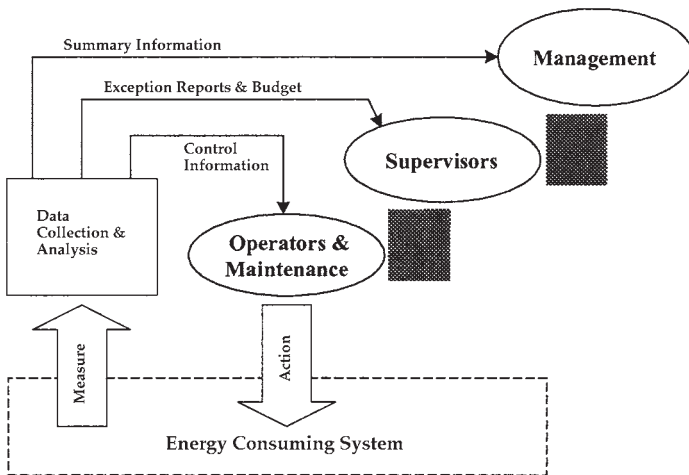 Summary Information
Management
Exception Reports & Budget
Control
Information
Supervisors
Data
Collection &
Analysis
Operators &
Maintenance
Measure
Action
Energy Consuming System